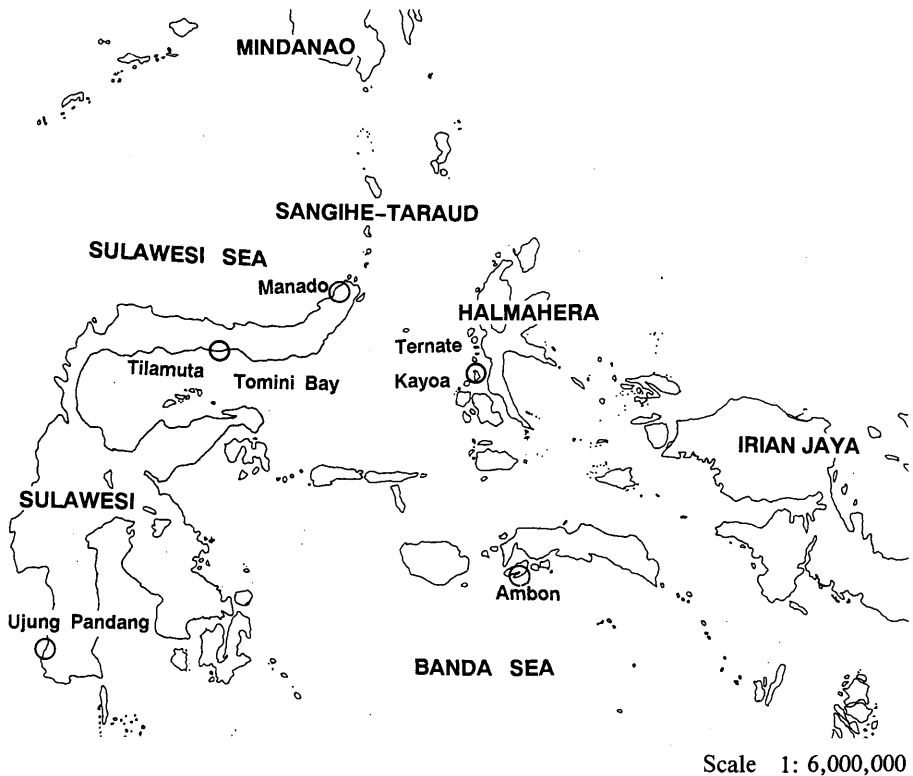 MINDANAO
SANGIHE-TARAUD
SULAWESI SEA
Manado
HALMAHERA
Ternate
Tilamuta
Tomini Bay
Kayoa
IRIAN JAYA
SULAWESI
Ambon
Ujung Pandang
BANDA SEA
Scale 1: 6,000,000